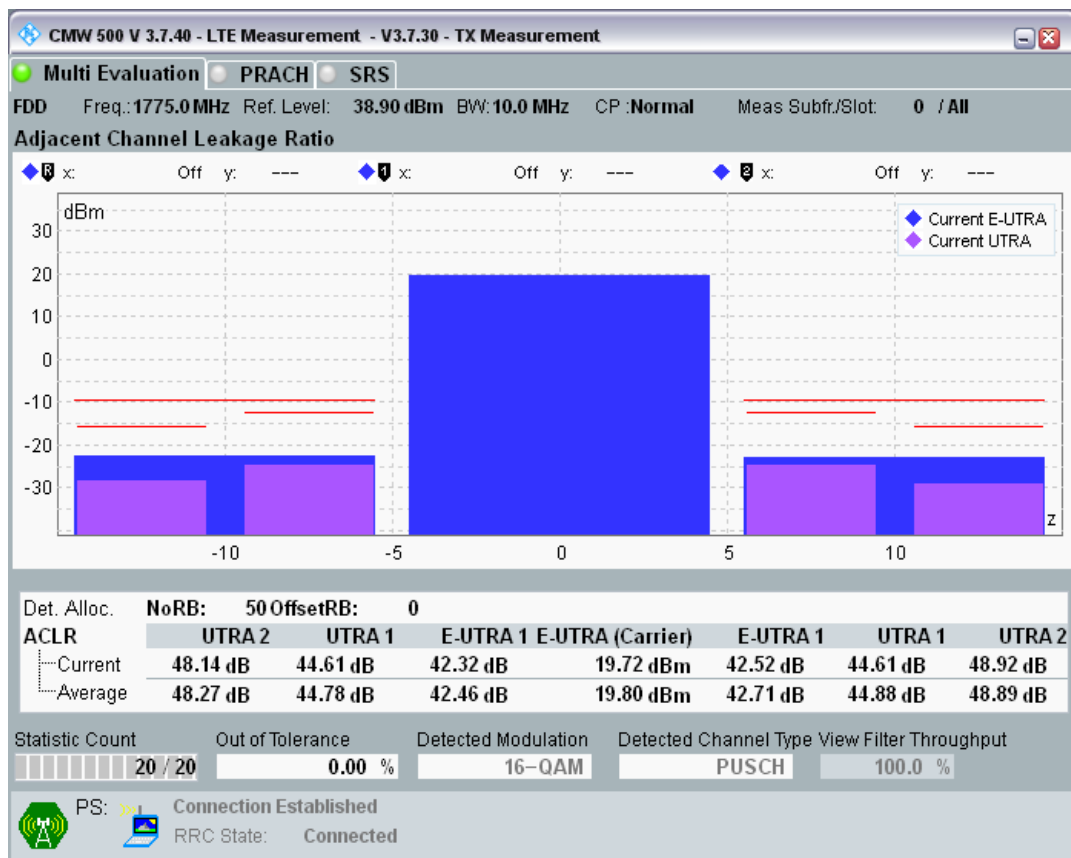 CMW 500 V 3.7.40 - LTE Measurement - V3.7.30 - TX Measurement
Multi Evaluation PRACH SRS
FDD Freq.: 1775.0 MHz Ref. Level: 38.90 dBm BW: 10.0 MHz CP :Normal Meas Subfr./Slot: 0 / All
Adjacent Channel Leakage Ratio
R x: Off y: --- 1 x: Off y: --- 2 x: Off y: ---
dBm
Current E-UTRA
Current UTRA
30
20
10
0
-10
-20
-30
z
-10 -5 0 5 10
Det. Alloc. NoRB: 50 OffsetRB: 0
ACLR UTRA 2 UTRA 1 E-UTRA 1 E-UTRA (Carrier) E-UTRA 1 UTRA 1 UTRA 2
Current 48.14 dB 44.61 dB 42.32 dB 19.72 dBm 42.52 dB 44.61 dB 48.92 dB
Average 48.27 dB 44.78 dB 42.46 dB 19.80 dBm 42.71 dB 44.88 dB 48.89 dB
Statistic Count Out of Tolerance Detected Modulation Detected Channel Type View Filter Throughput
20 / 20 0.00 % 16-QAM PUSCH 100.0 %
PS: Connection Established
RRC State: Connected